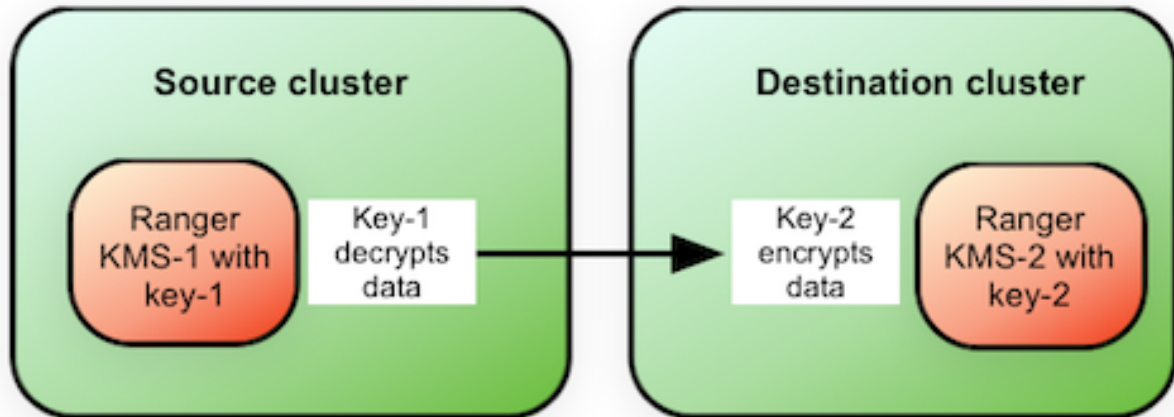 Source cluster
Ranger
KMS-1 with
key-1
Key-1
decrypts
data
Destination cluster
Key-2
encrypts
data
Ranger
KMS-2 with
key-2